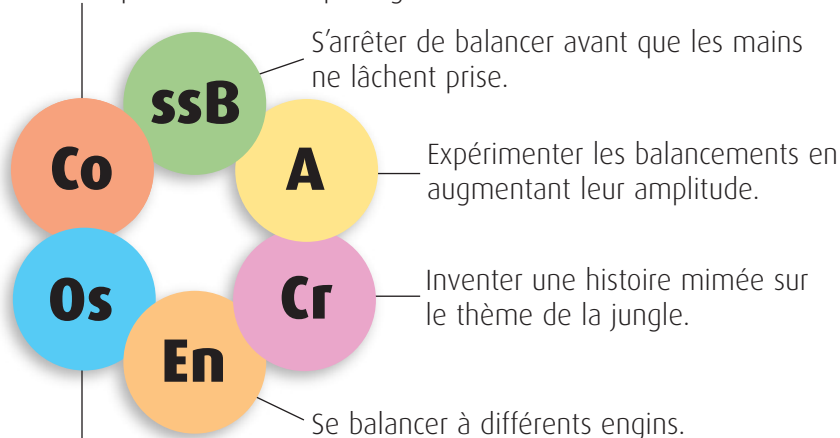 S'arrêter de balancer avant que les mains
ne lâchent prise.
ssB
Co
A
Expérimenter les balancements en
augmentant leur amplitude.
Os
Cr
Inventer une histoire mimée sur
le thème de la jungle.
En
Se balancer à différents engins.